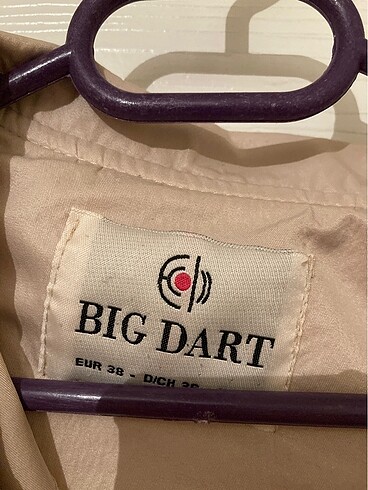 BIG DART
EUR 38 - D/CH 38